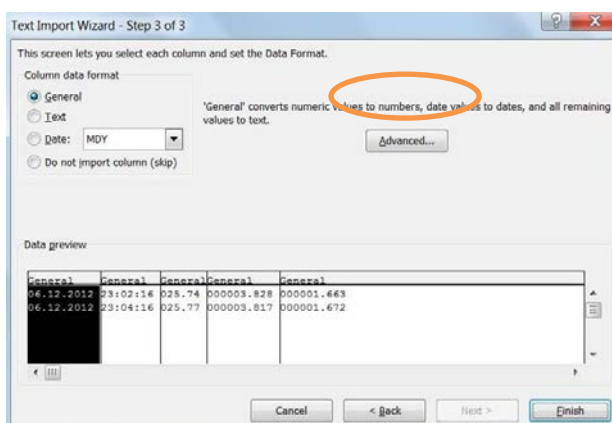 Text Import Wizard - Step 3 of 3
This screen lets you select each column and set the Data Format.
Column data format
General
Text
Date: MDY
Do not import column (skip)
'General' converts numeric values to numbers, date values to dates, and all remaining
values to text.
Advanced...
Data preview
General General General General General
06.12.2012 23:02:16 025.74 000003.828 000001.663
06.12.2012 23:04:16 025.77 000003.817 000001.672
Cancel < Back Next > Finish